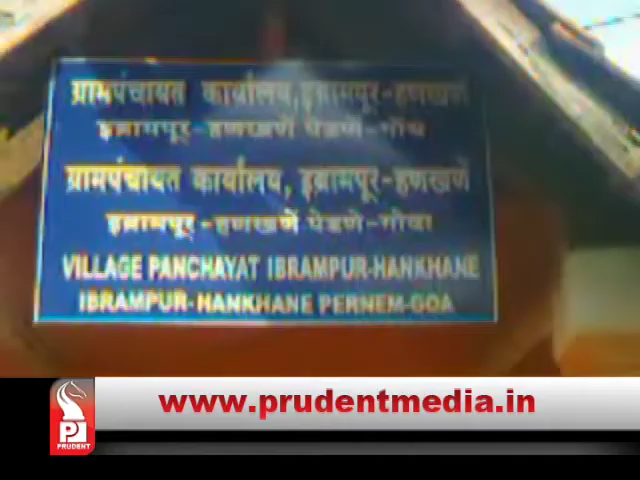 ग्रामपंचायत कार्यालय,इब्रामपूर-हणखणे
इब्रामपूर-हणखणें पेडणे-गोंय
ग्रामपंचायत कार्यालय, इब्रामपूर-हणखणें
इब्रामपूर-हणखणें पेडणे-गोवा
VILLAGE PANCHAYAT IBRAMPUR-HANKHANE
IBRAMPUR-HANKHANE PERNEM-GOA
www.prudentmedia.in
PRUDENT